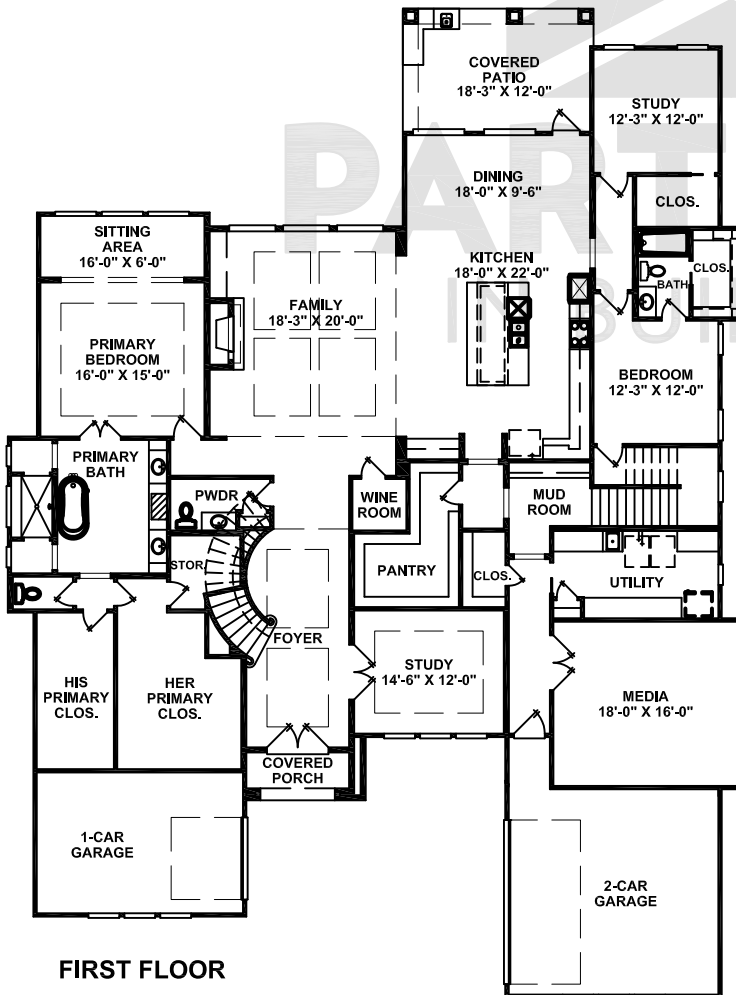 COVERED
PATIO
18'-3" X 12'-0"
STUDY
12'-3" X 12'-0"
DINING
18'-0" X 9'-6"
CLOS.
SITTING
AREA
16'-0" X 6'-0"
KITCHEN
18'-0" X 22'-0"
CLOS.
BATH
FAMILY
18'-3" X 20'-0"
PRIMARY
BEDROOM
16'-0" X 15'-0"
BEDROOM
12'-3" X 12'-0"
PRIMARY
BATH
PWDR
WINE
ROOM
MUD
ROOM
STOR.
PANTRY
CLOS.
UTILITY
FOYER
STUDY
14'-6" X 12'-0"
HIS
PRIMARY
CLOS.
HER
PRIMARY
CLOS.
MEDIA
18'-0" X 16'-0"
COVERED
PORCH
1-CAR
GARAGE
2-CAR
GARAGE
FIRST FLOOR
PART
IN BUI